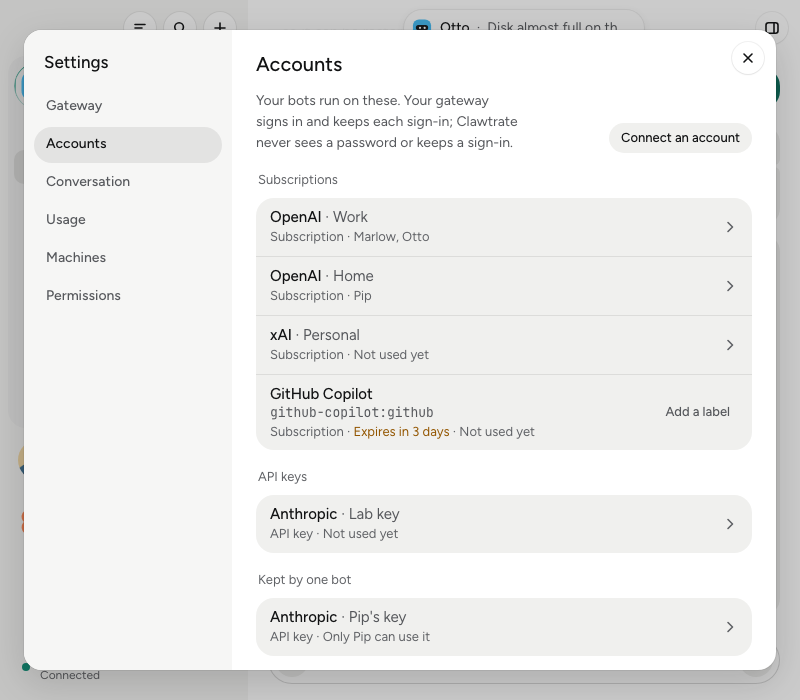 Otto · Disk almost full on th
Settings
Gateway
Accounts
Conversation
Usage
Machines
Permissions
Accounts
Your bots run on these. Your gateway
signs in and keeps each sign-in; Clawtrate
never sees a password or keeps a sign-in.
Connect an account
Subscriptions
OpenAI · Work
Subscription · Marlow, Otto
OpenAI · Home
Subscription · Pip
xAI · Personal
Subscription · Not used yet
GitHub Copilot
github-copilot:github
Subscription · Expires in 3 days · Not used yet
Add a label
API keys
Anthropic · Lab key
API key · Not used yet
Kept by one bot
Anthropic · Pip's key
API key · Only Pip can use it
Connected